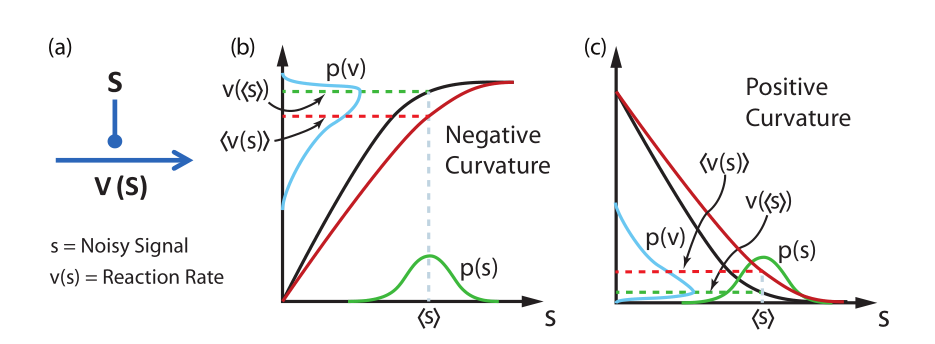 (a)
S
V (S)
s = Noisy Signal
v(s) = Reaction Rate
(b)
p(v)
v(⟨s⟩)
⟨v(s)⟩
Negative
Curvature
p(s)
⟨s⟩
S
(c)
Positive
Curvature
⟨v(s)⟩
v(⟨s⟩)
p(v)
p(s)
⟨s⟩
S